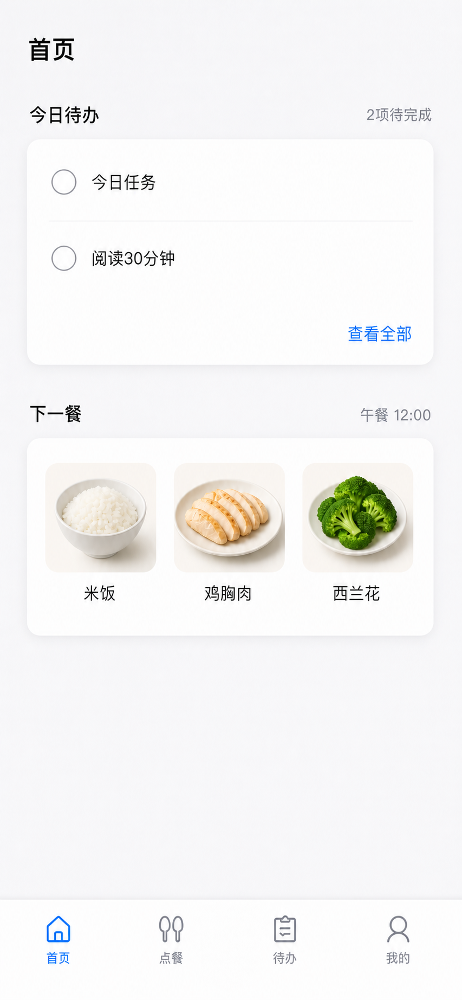 首页
今日待办
2项待完成
今日任务
阅读30分钟
查看全部
下一餐
午餐 12:00
米饭
鸡胸肉
西兰花
首页
点餐
待办
我的